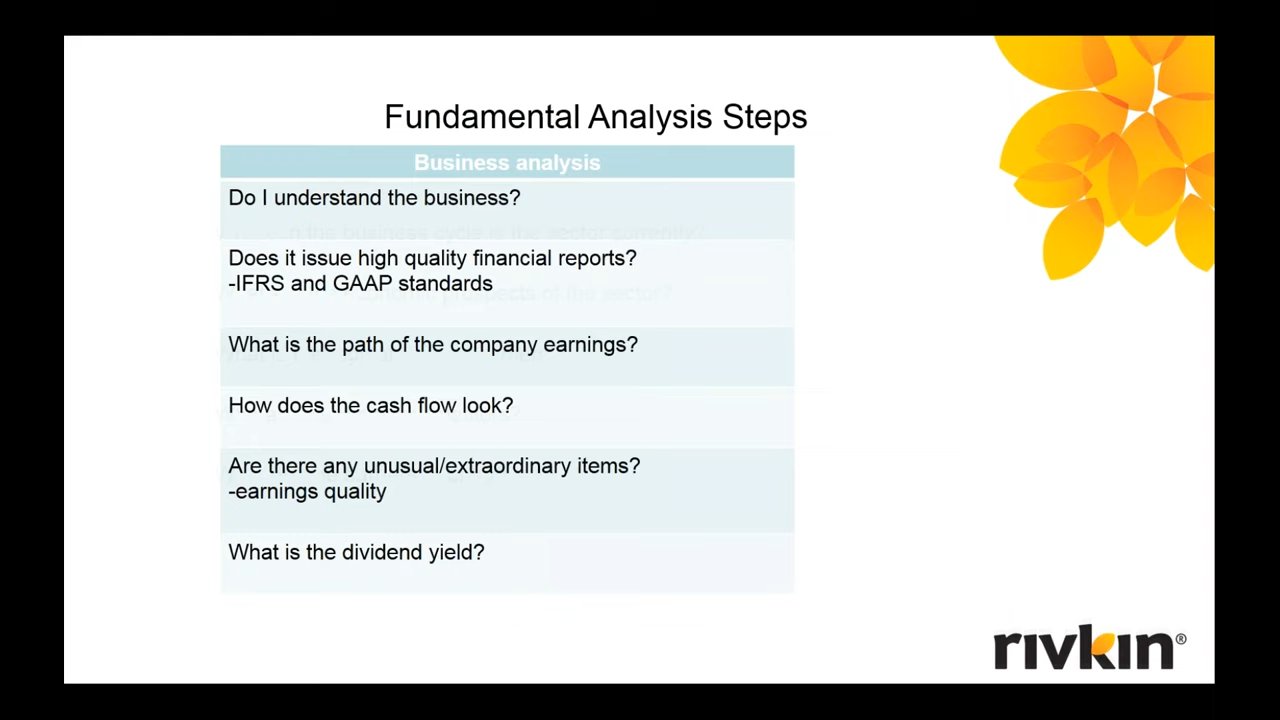 Fundamental Analysis Steps
Business analysis
Do I understand the business?
Does it issue high quality financial reports?
-IFRS and GAAP standards
What is the path of the company earnings?
How does the cash flow look?
Are there any unusual/extraordinary items?
-earnings quality
What is the dividend yield?
rivkin®